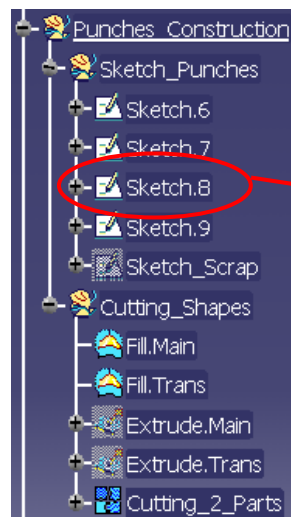 Punches_Construction
Sketch_Punches
Sketch.6
Sketch.7
Sketch.8
Sketch.9
Sketch_Scrap
Cutting_Shapes
Fill.Main
Fill.Trans
Extrude.Main
Extrude.Trans
Cutting_2_Parts